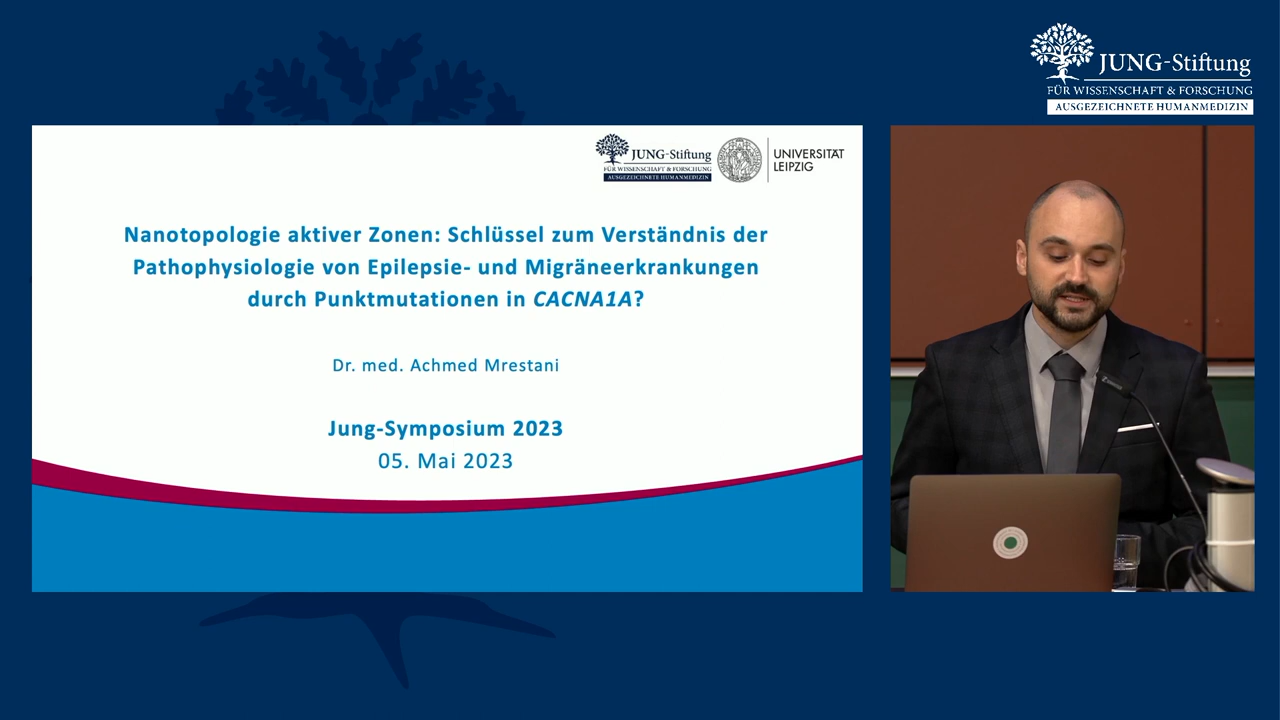 JUNG-Stiftung
FÜR WISSENSCHAFT & FORSCHUNG
AUSGEZEICHNETE HUMANMEDIZIN
JUNG-Stiftung
FÜR WISSENSCHAFT & FORSCHUNG
AUSGEZEICHNETE HUMANMEDIZIN
UNIVERSITÄT
LEIPZIG
Nanotopologie aktiver Zonen: Schlüssel zum Verständnis der
Pathophysiologie von Epilepsie- und Migräneerkrankungen
durch Punktmutationen in CACNA1A?
Dr. med. Achmed Mrestani
Jung-Symposium 2023
05. Mai 2023